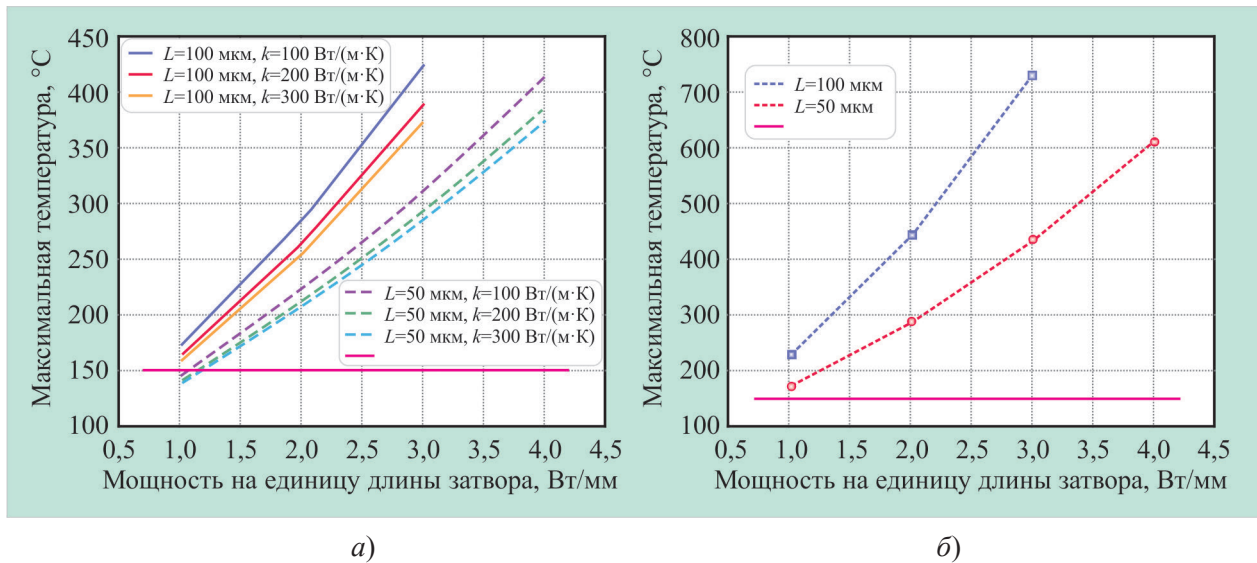 450
400
350
300
250
200
150
100
Максимальная температура, °C
L=100 мкм, k=100 Вт/(м·К)
L=100 мкм, k=200 Вт/(м·К)
L=100 мкм, k=300 Вт/(м·К)
L=50 мкм, k=100 Вт/(м·К)
L=50 мкм, k=200 Вт/(м·К)
L=50 мкм, k=300 Вт/(м·К)
0,5 1,0 1,5 2,0 2,5 3,0 3,5 4,0 4,5
Мощность на единицу длины затвора, Вт/мм
а)
800
700
600
500
400
300
200
100
Максимальная температура, °C
L=100 мкм
L=50 мкм
0,5 1,0 1,5 2,0 2,5 3,0 3,5 4,0 4,5
Мощность на единицу длины затвора, Вт/мм
б)